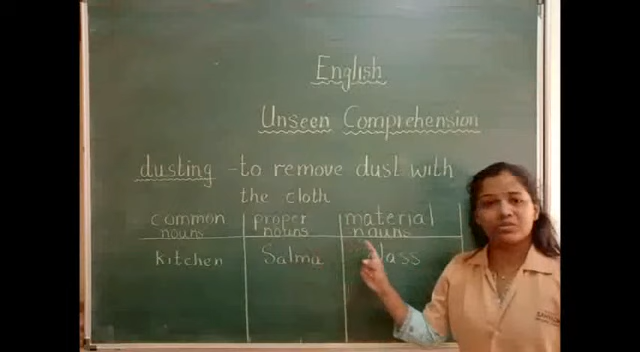 English
Unseen Comprehension
dusting - to remove dust with
the cloth
common proper material
nouns nouns nouns
kitchen Salma